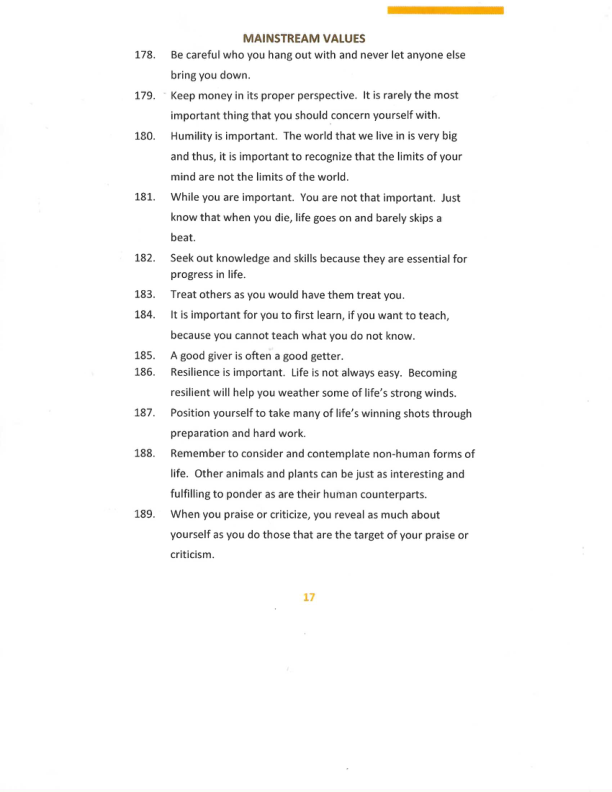 MAINSTREAM VALUES
178. Be careful who you hang out with and never let anyone else
bring you down.
179. Keep money in its proper perspective. It is rarely the most
important thing that you should concern yourself with.
180. Humility is important. The world that we live in is very big
and thus, it is important to recognize that the limits of your
mind are not the limits of the world.
181. While you are important. You are not that important. Just
know that when you die, life goes on and barely skips a
beat.
182. Seek out knowledge and skills because they are essential for
progress in life.
183. Treat others as you would have them treat you.
184. It is important for you to first learn, if you want to teach,
because you cannot teach what you do not know.
185. A good giver is often a good getter.
186. Resilience is important. Life is not always easy. Becoming
resilient will help you weather some of life's strong winds.
187. Position yourself to take many of life's winning shots through
preparation and hard work.
188. Remember to consider and contemplate non-human forms of
life. Other animals and plants can be just as interesting and
fulfilling to ponder as are their human counterparts.
189. When you praise or criticize, you reveal as much about
yourself as you do those that are the target of your praise or
criticism.
17